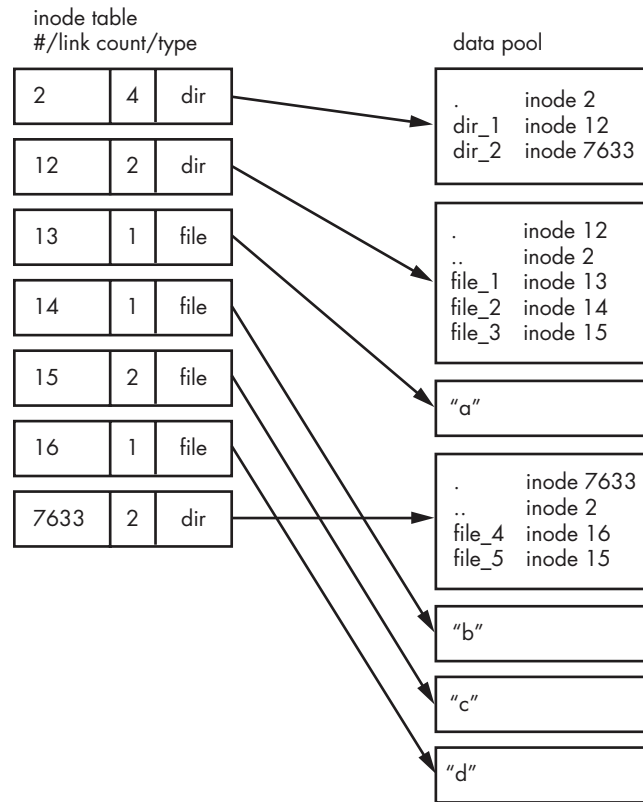 inode table
#/link count/type
data pool
2 4 dir
12 2 dir
13 1 file
14 1 file
15 2 file
16 1 file
7633 2 dir
. inode 2
dir_1 inode 12
dir_2 inode 7633
. inode 12
.. inode 2
file_1 inode 13
file_2 inode 14
file_3 inode 15
“a”
. inode 7633
.. inode 2
file_4 inode 16
file_5 inode 15
“b”
“c”
“d”